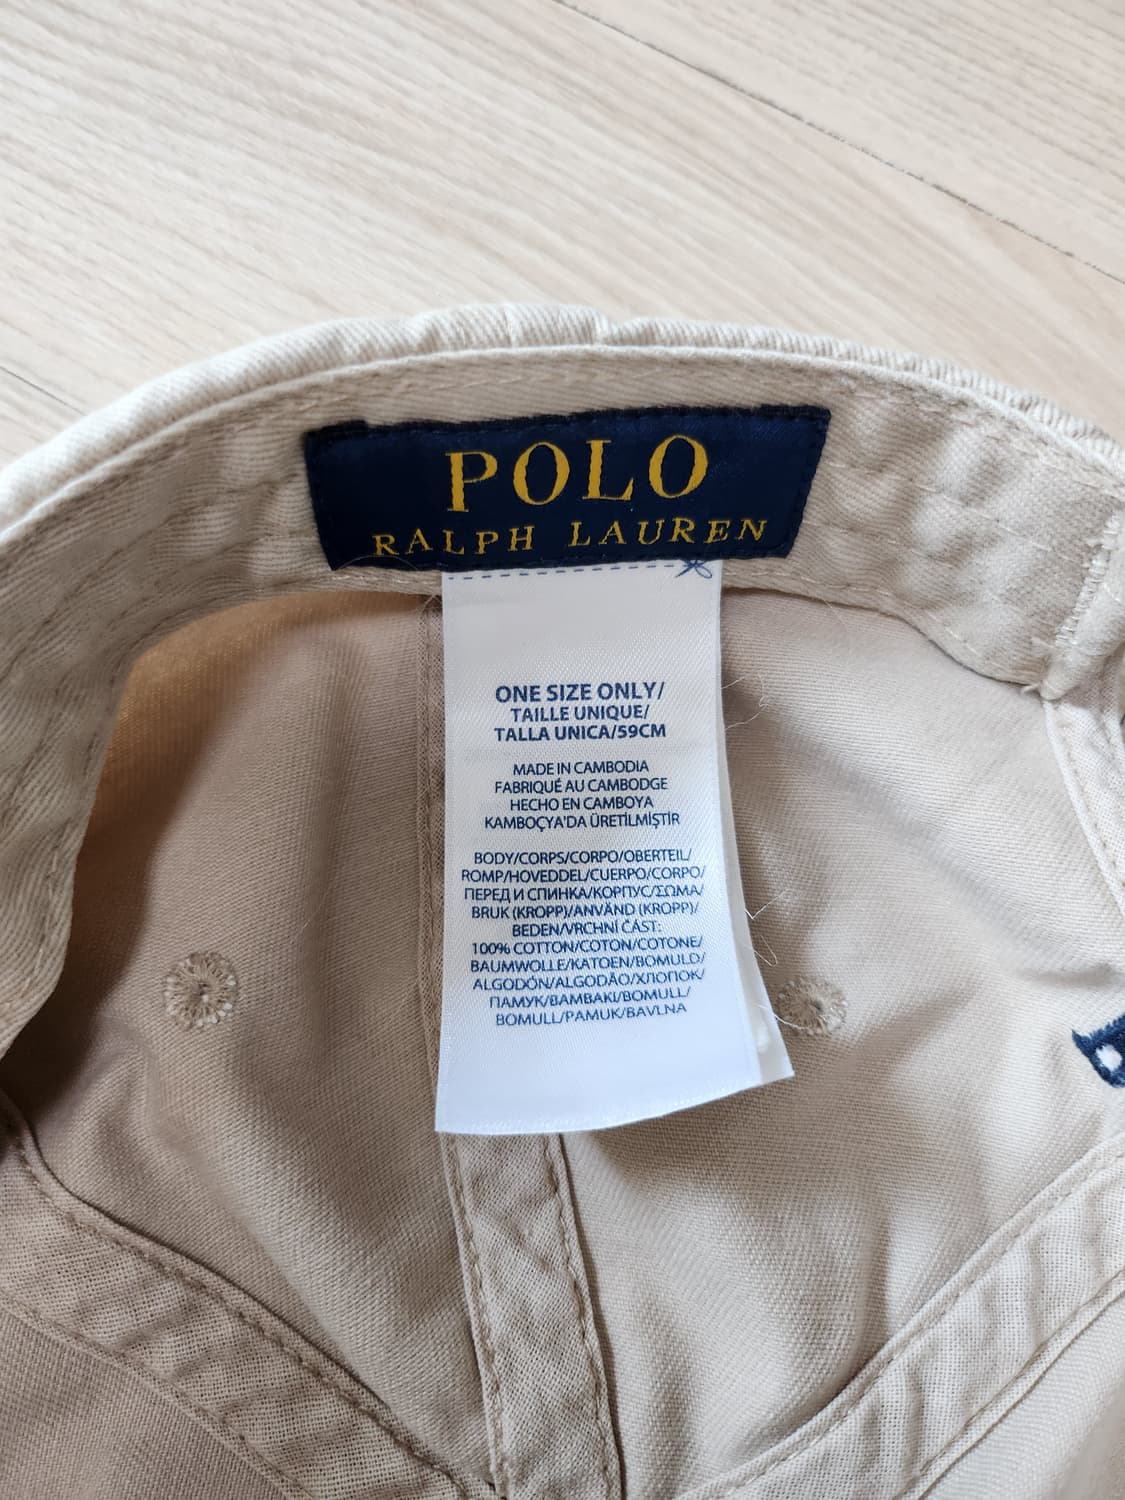 POLO
RALPH LAUREN
ONE SIZE ONLY/
TAILLE UNIQUE/
TALLA UNICA/59CM
MADE IN CAMBODIA
FABRIQUÉ AU CAMBODGE
HECHO EN CAMBOYA
KAMBOÇYA'DA ÜRETİLMİŞTİR
BODY/CORPS/CORPO/OBERTEIL/
ROMP/HOVEDDEL/CUERPO/CORPO/
ПЕРЕД И СПИНКА/КОРПУС/ΣΩΜΑ/
BRUK (KROPP)/ANVÄND (KROPP)/
BEDEN/VRCHNÍ ČÁST:
100% COTTON/COTON/COTONE/
BAUMWOLLE/KATOEN/BOMULD/
ALGODÓN/ALGODÃO/ХЛОПОК/
ПАМУК/ΒΑΜΒΑΚΙ/BOMULL/
BOMULL/PAMUK/BAVLNA